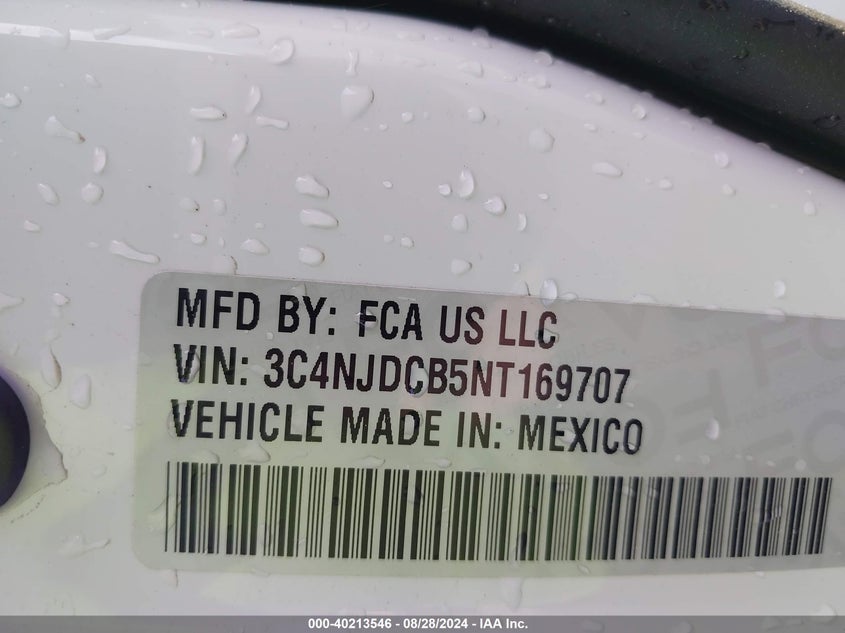 MFD BY: FCA US LLC
VIN: 3C4NJDCB5NT169707
VEHICLE MADE IN: MEXICO
000-40213546 - 08/28/2024 - IAA Inc.